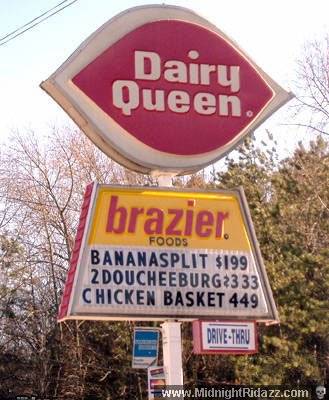 Dairy
Queen®
brazier®
FOODS
BANANASPLIT $199
2DOUCHEEBURG$333
CHICKEN BASKET 449
DRIVE-THRU
www.MidnightRidazz.com